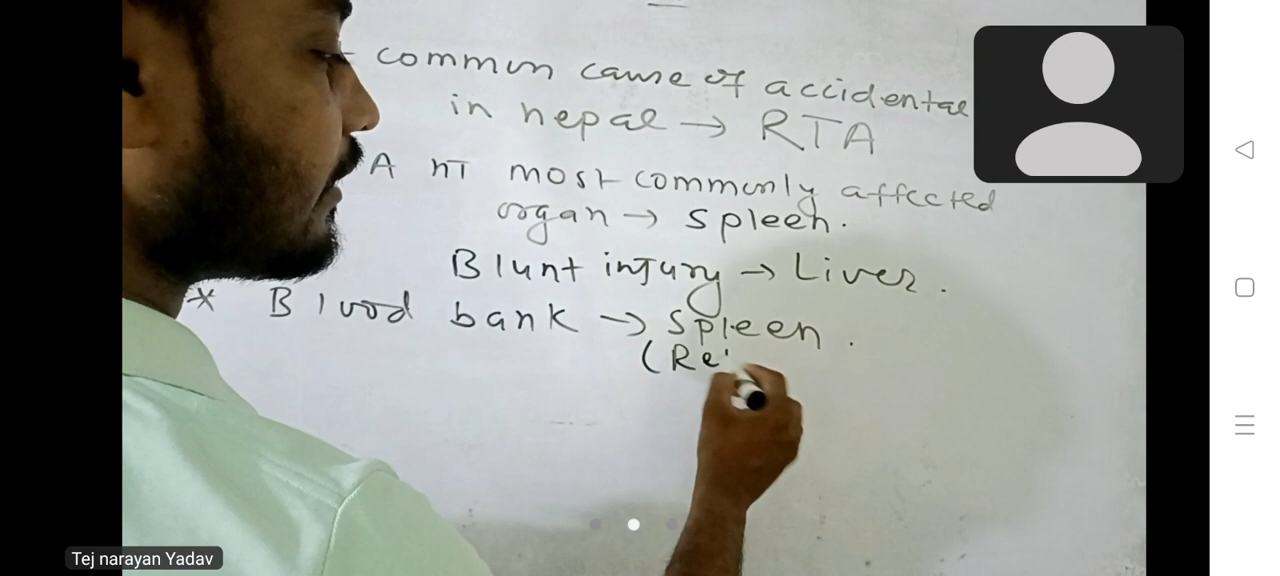 common cause of accidental
in nepal → RTA
A nT most commonly affected
organ → spleen.
Blunt injury → Liver.
* Blood bank → spleen.
(Re
Tej narayan Yadav